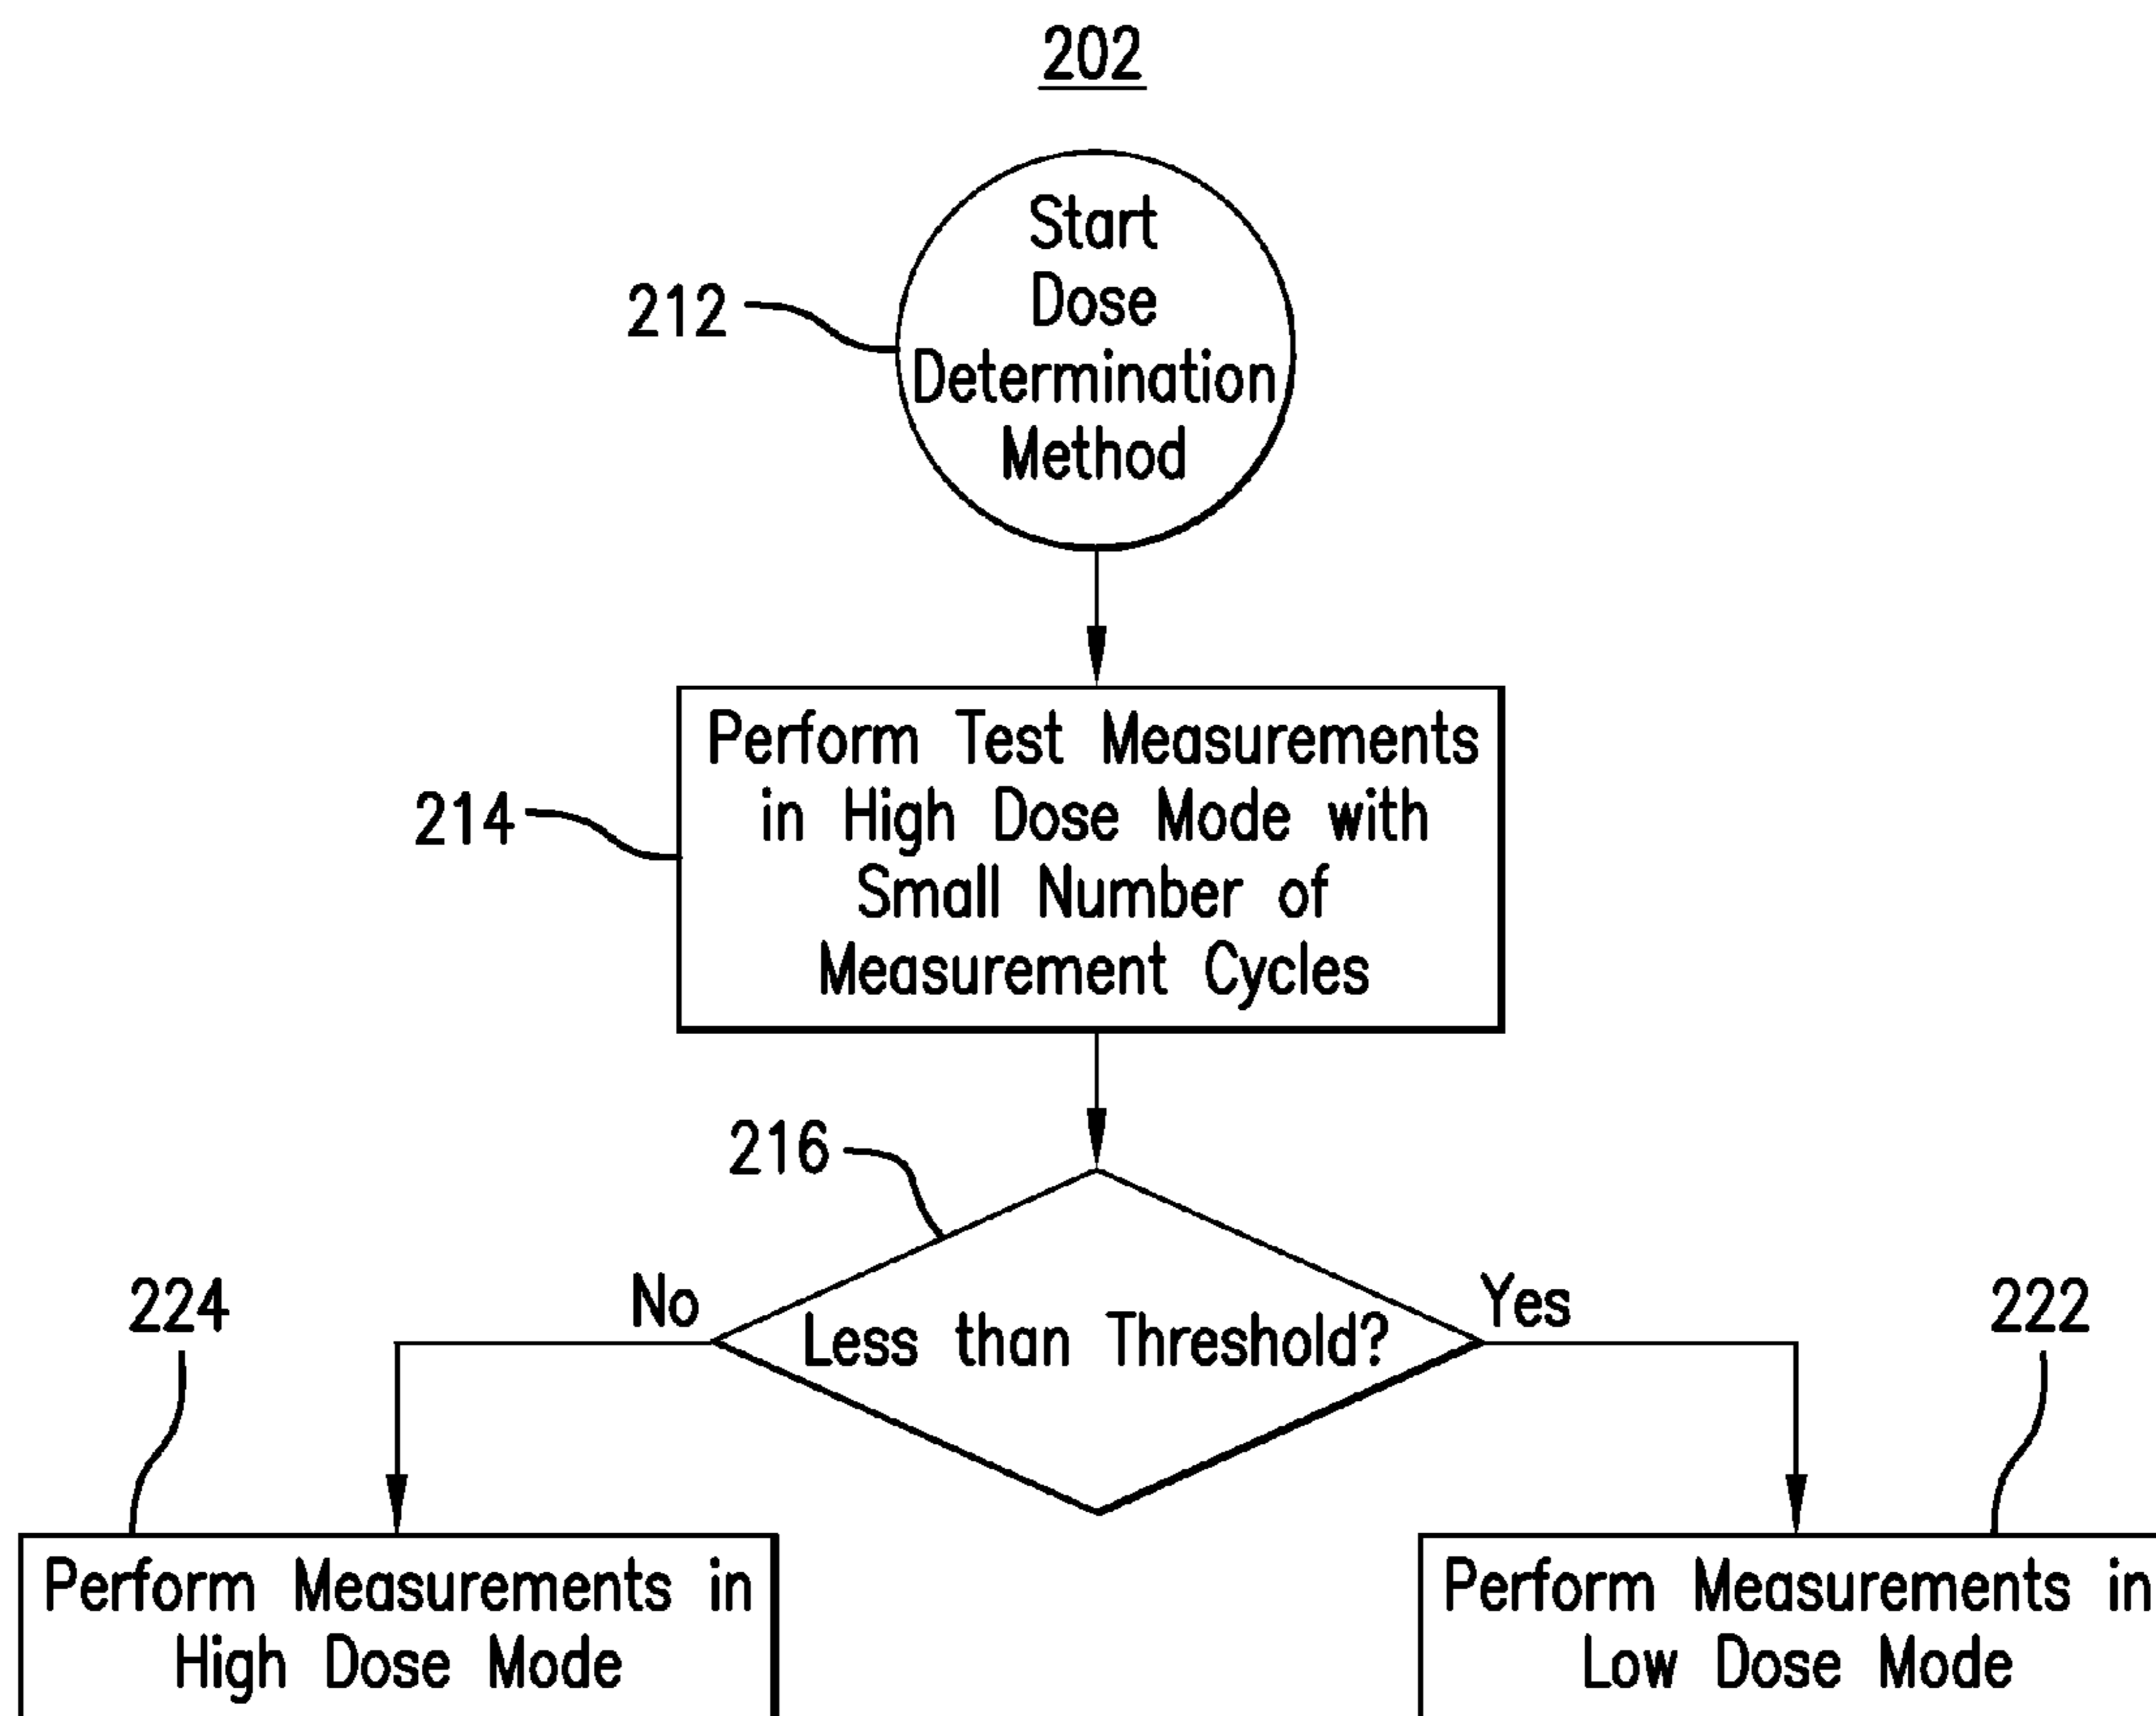 202
Start
Dose
Determination
Method
212
Perform Test Measurements
in High Dose Mode with
Small Number of
Measurement Cycles
214
216
Less than Threshold?
No
Yes
224
222
Perform Measurements in
High Dose Mode
Perform Measurements in
Low Dose Mode